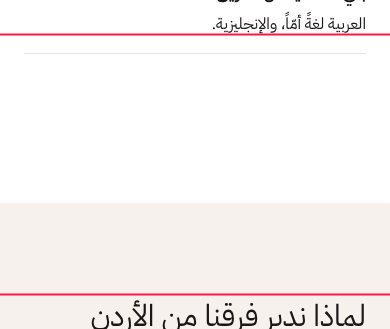 العربية لغةً أمًّا، والإنجليزية.
لماذا ندير فرقنا من الأردن